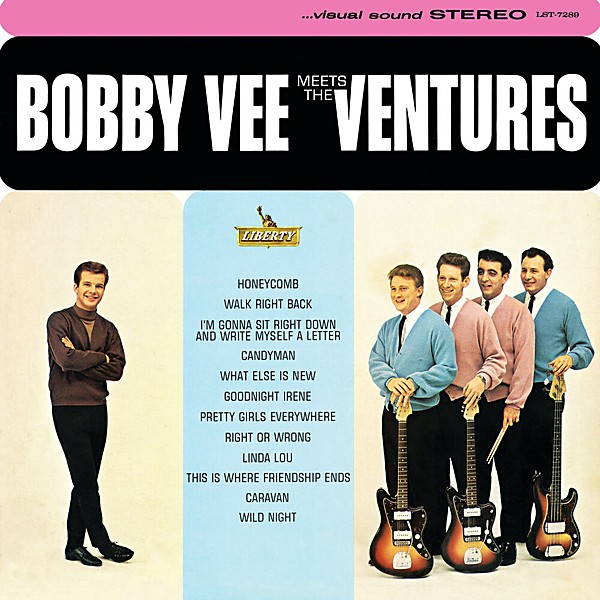 ...visual sound STEREO LST-7289
BOBBY VEE MEETS THE VENTURES
LIBERTY
HONEYCOMB
WALK RIGHT BACK
I'M GONNA SIT RIGHT DOWN
AND WRITE MYSELF A LETTER
CANDYMAN
WHAT ELSE IS NEW
GOODNIGHT IRENE
PRETTY GIRLS EVERYWHERE
RIGHT OR WRONG
LINDA LOU
THIS IS WHERE FRIENDSHIP ENDS
CARAVAN
WILD NIGHT